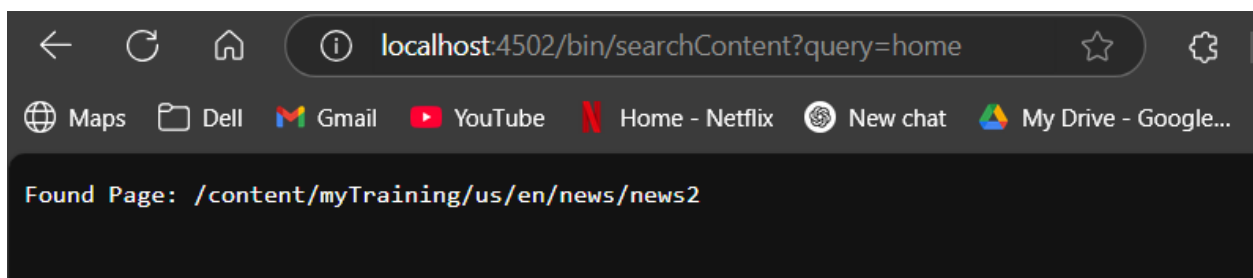 localhost:4502/bin/searchContent?query=home
Maps Dell Gmail YouTube Home - Netflix New chat My Drive - Google...
Found Page: /content/myTraining/us/en/news/news2